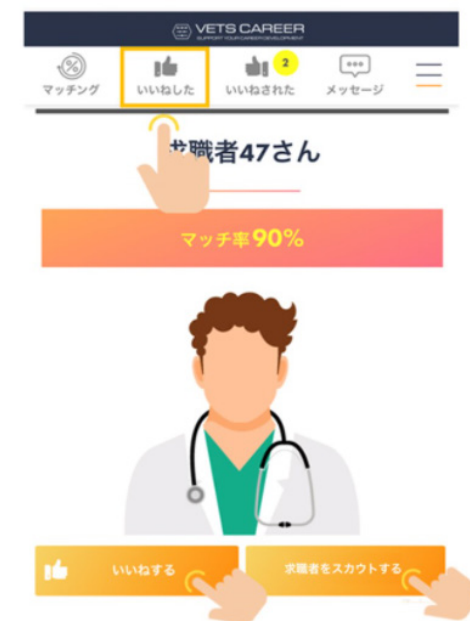 VETS CAREER
SUPPORT YOUR CAREER DEVELOPMENT
%
2
マッチング
いいねした
いいねされた
メッセージ
求職者47さん
マッチ率90%
いいねする
求職者をスカウトする